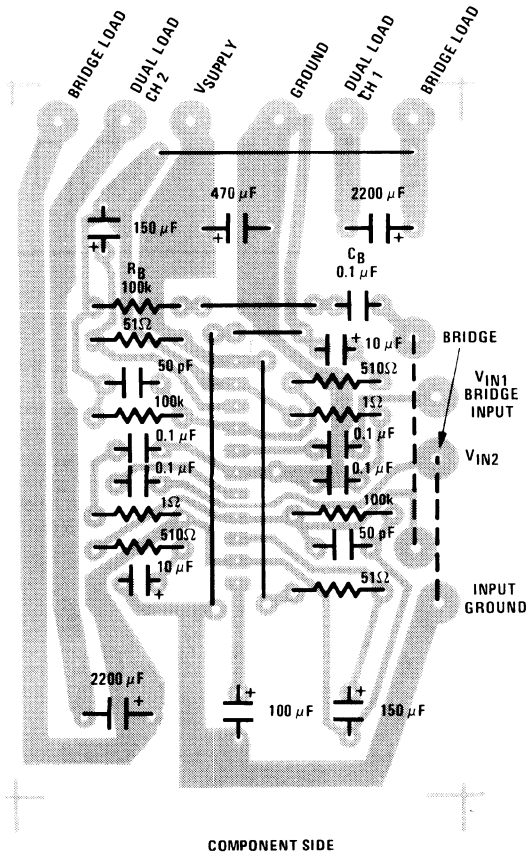 BRIDGE LOAD
DUAL LOAD
CH 2
VSUPPLY
GROUND
DUAL LOAD
CH 1
BRIDGE LOAD
470 μF
2200 μF
150 μF
+
+
+
CB
0.1 μF
RB
100k
51Ω
+
10 μF
BRIDGE
50 pF
510Ω
VIN1
BRIDGE
INPUT
100k
1Ω
0.1 μF
0.1 μF
VIN2
0.1 μF
0.1 μF
1Ω
100k
510Ω
50 pF
10 μF
+
51Ω
INPUT
GROUND
2200 μF
+
+
100 μF
+
150 μF
COMPONENT SIDE